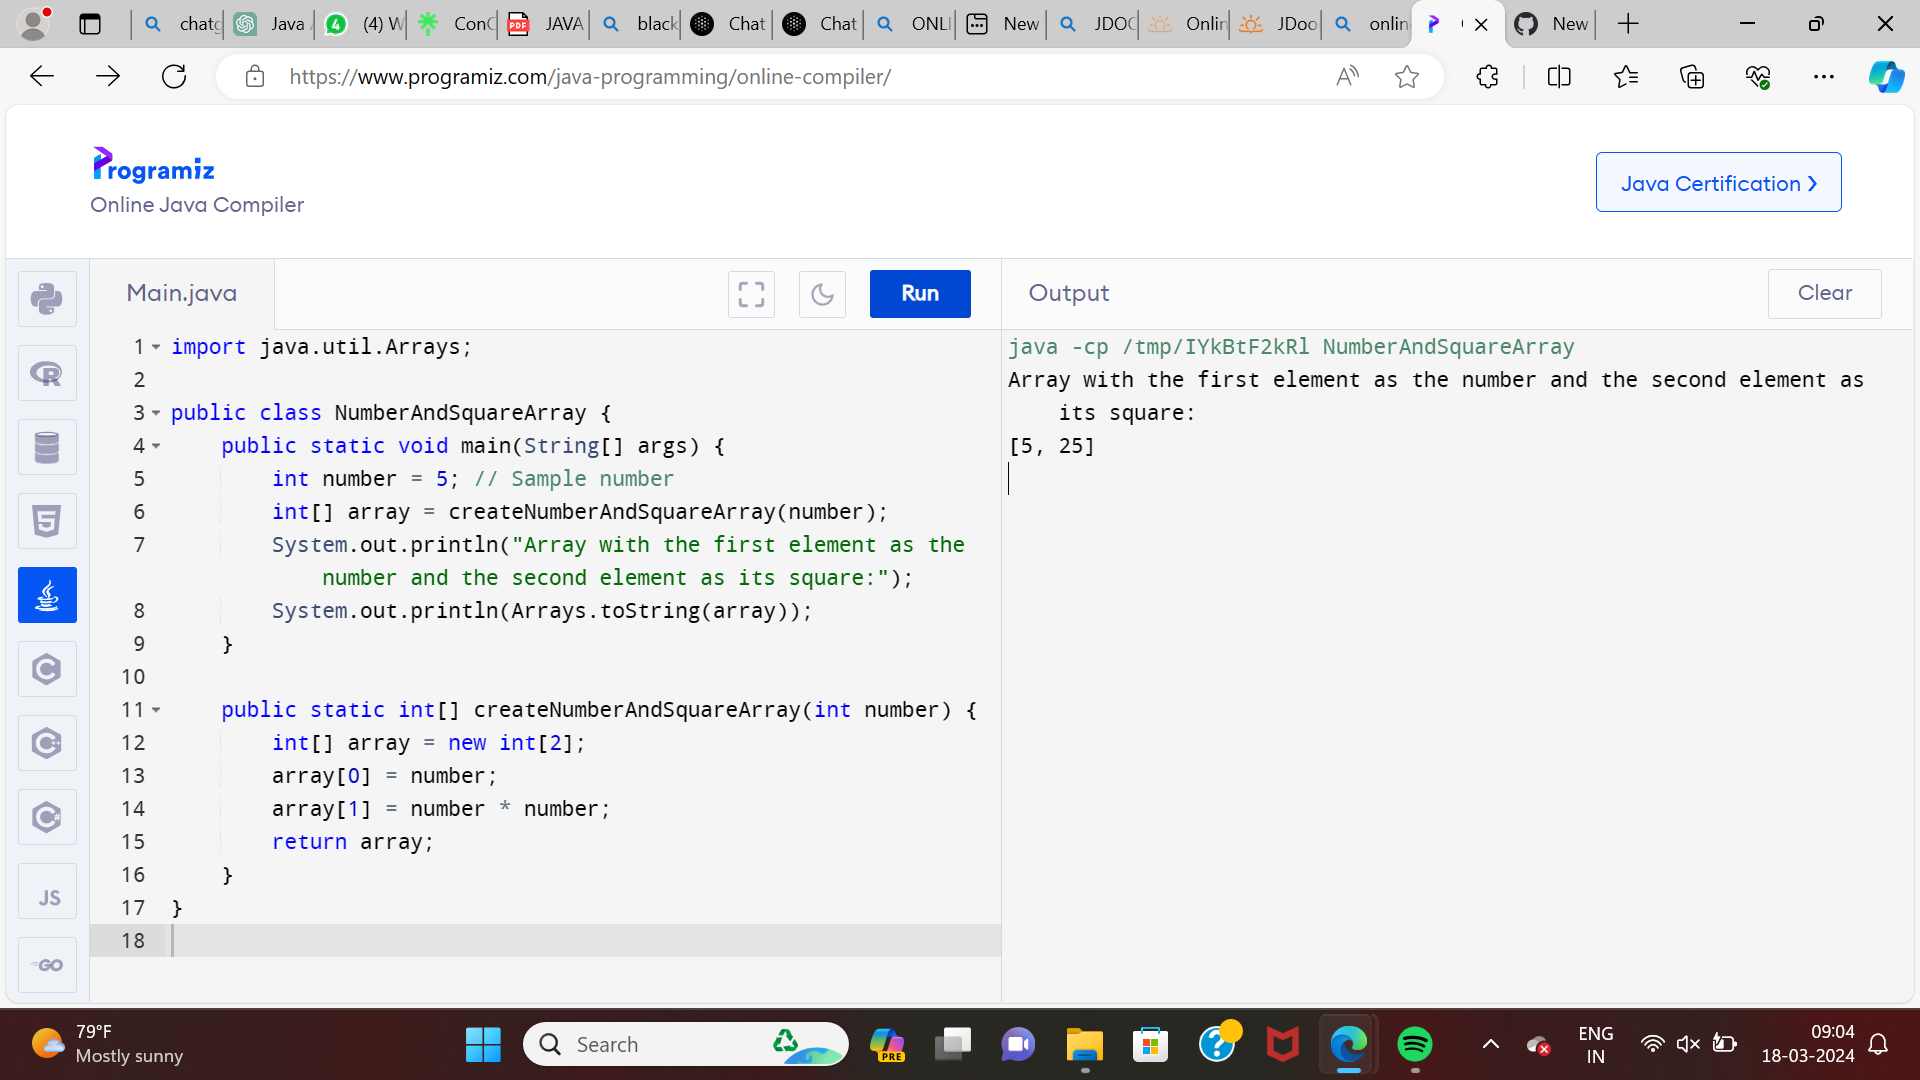 chatg
Java A
(4) W
ConC
JAVA
black
Chat
Chat
ONLI
New
JDOO
Onlin
JDoo
onlin
New
https://www.programiz.com/java-programming/online-compiler/
Programiz
Online Java Compiler
Java Certification ❯
Main.java
Run
Output
Clear
1 import java.util.Arrays;
2
3 public class NumberAndSquareArray {
4 public static void main(String[] args) {
5 int number = 5; // Sample number
6 int[] array = createNumberAndSquareArray(number);
7 System.out.println("Array with the first element as the
number and the second element as its square:");
8 System.out.println(Arrays.toString(array));
9 }
10
11 public static int[] createNumberAndSquareArray(int number) {
12 int[] array = new int[2];
13 array[0] = number;
14 array[1] = number * number;
15 return array;
16 }
17 }
18
java -cp /tmp/IYkBtF2kRl NumberAndSquareArray
Array with the first element as the number and the second element as
its square:
[5, 25]
JS
GO
79°F
Mostly sunny
Search
PRE
ENG
IN
09:04
18-03-2024